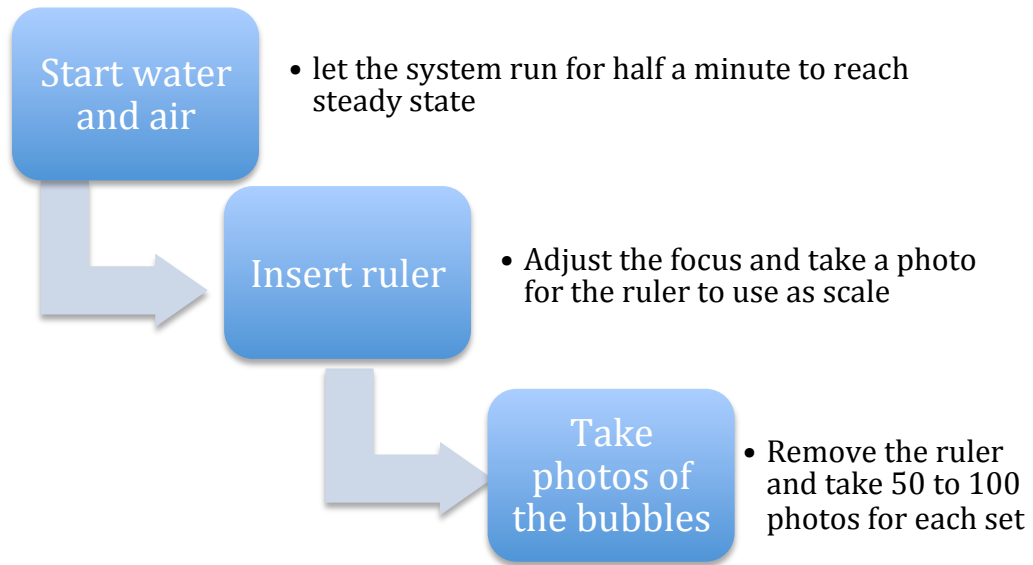 Start water
and air
• let the system run for half a minute to reach
steady state
Insert ruler
• Adjust the focus and take a photo
for the ruler to use as scale
Take
photos of
the bubbles
• Remove the ruler
and take 50 to 100
photos for each set